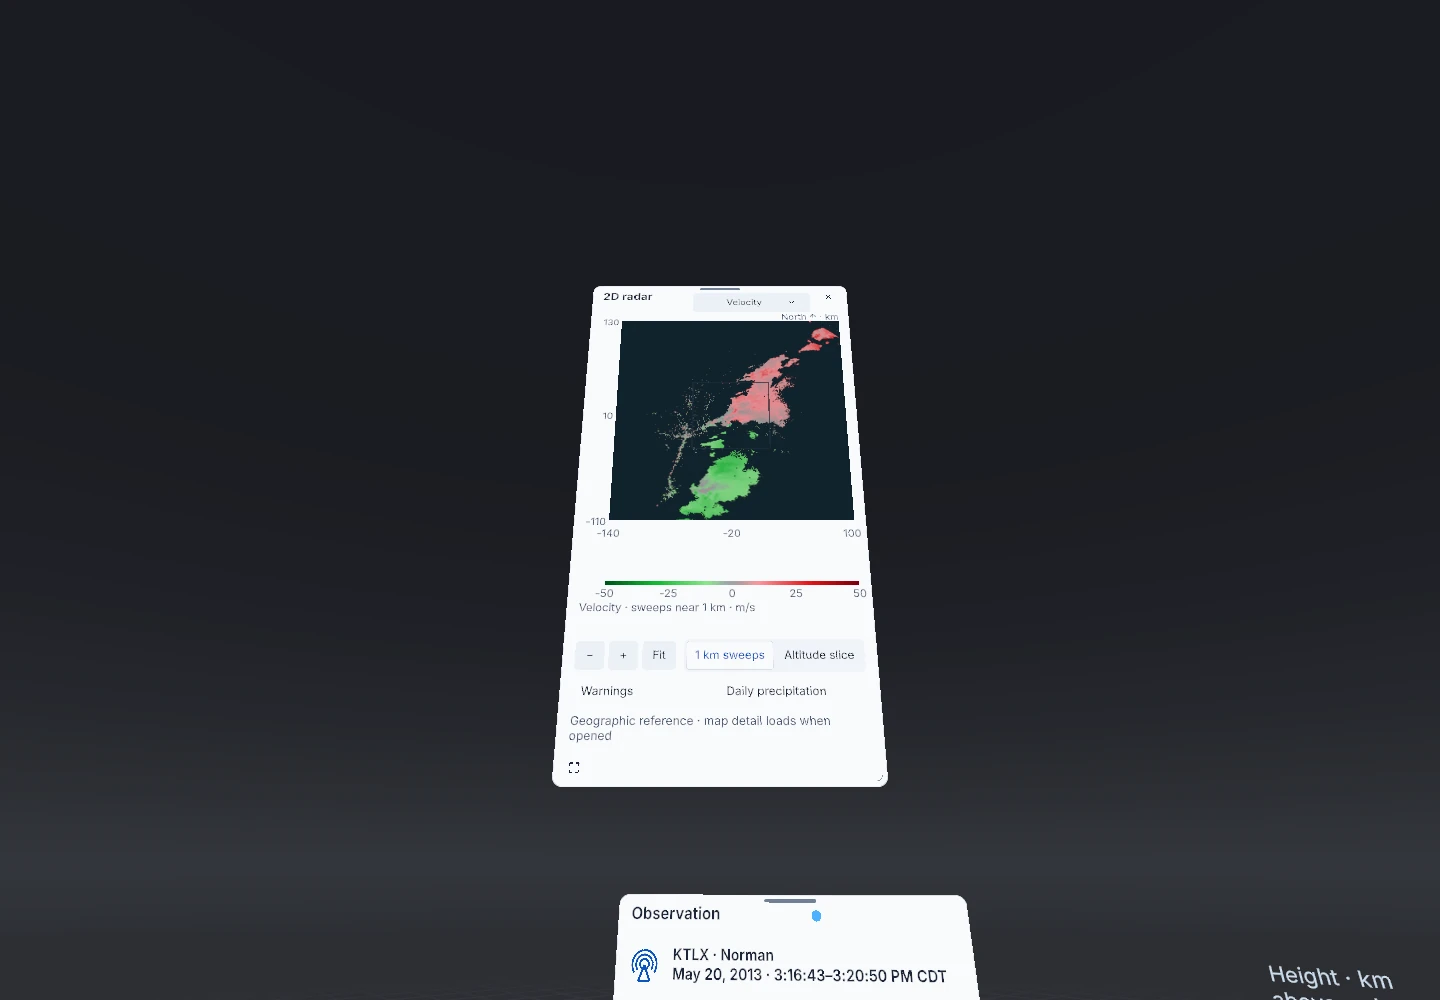 2D radar
Velocity
North ↑ · km
130
10
-110
-140 -20 100
-50 -25 0 25 50
Velocity · sweeps near 1 km · m/s
− + Fit 1 km sweeps Altitude slice
Warnings Daily precipitation
Geographic reference · map detail loads when
opened
Observation
KTLX · Norman
May 20, 2013 · 3:16:43–3:20:50 PM CDT
Height · km